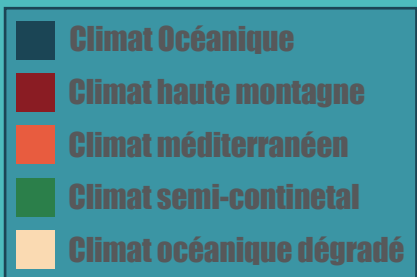 Climat Océanique
Climat haute montagne
Climat méditerranéen
Climat semi-continetal
Climat océanique dégradé